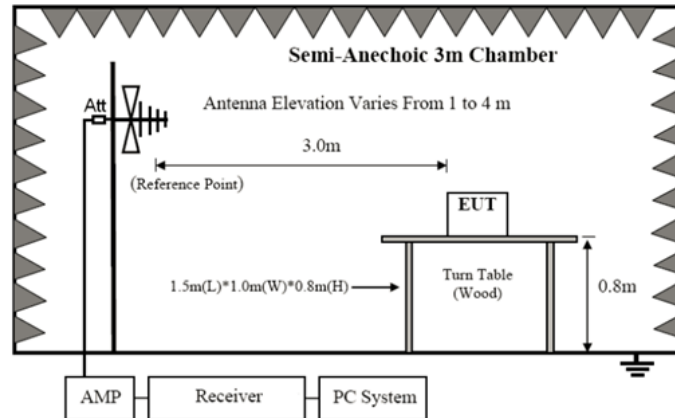 Semi-Anechoic 3m Chamber
Att
Antenna Elevation Varies From 1 to 4 m
3.0m
(Reference Point)
EUT
1.5m(L)*1.0m(W)*0.8m(H)
Turn Table
(Wood)
0.8m
AMP
Receiver
PC System